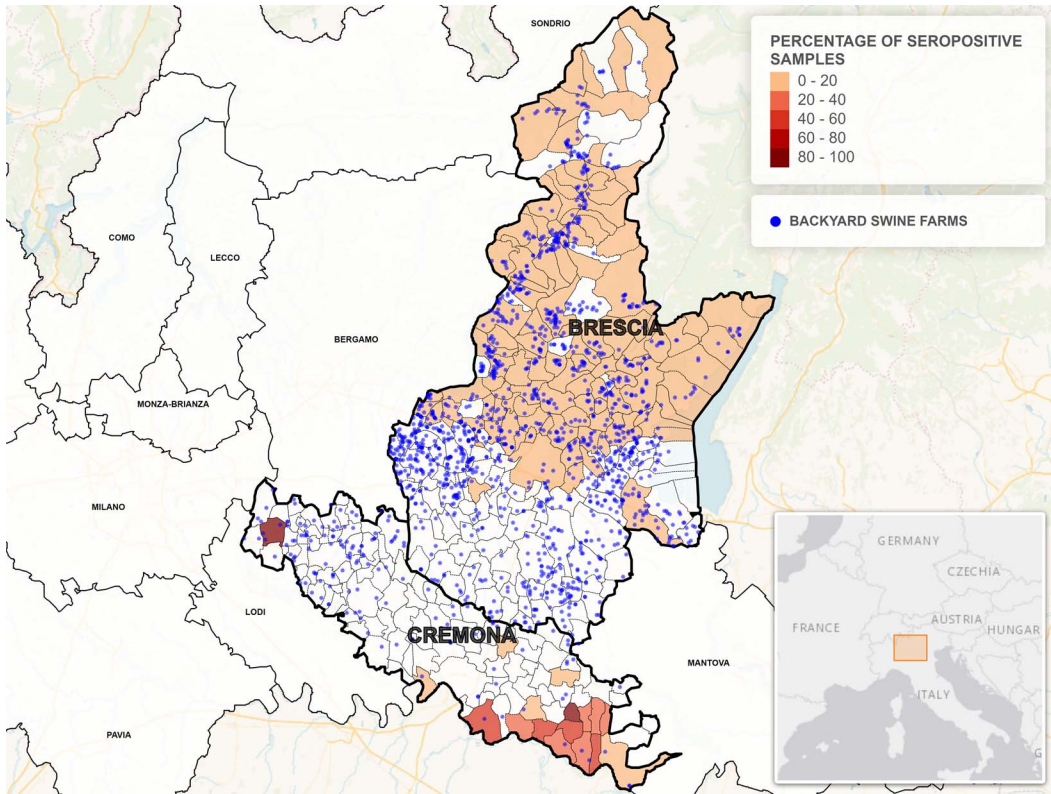 SONDRIO
PERCENTAGE OF SEROPOSITIVE
SAMPLES
0 - 20
20 - 40
40 - 60
60 - 80
80 - 100
BACKYARD SWINE FARMS
COMO
LECCO
BERGAMO
BRESCIA
MONZA-BRIANZA
MILANO
LODI
CREMONA
MANTOVA
PAVIA
GERMANY
CZECHIA
FRANCE
AUSTRIA
HUNGAR
ITALY
G